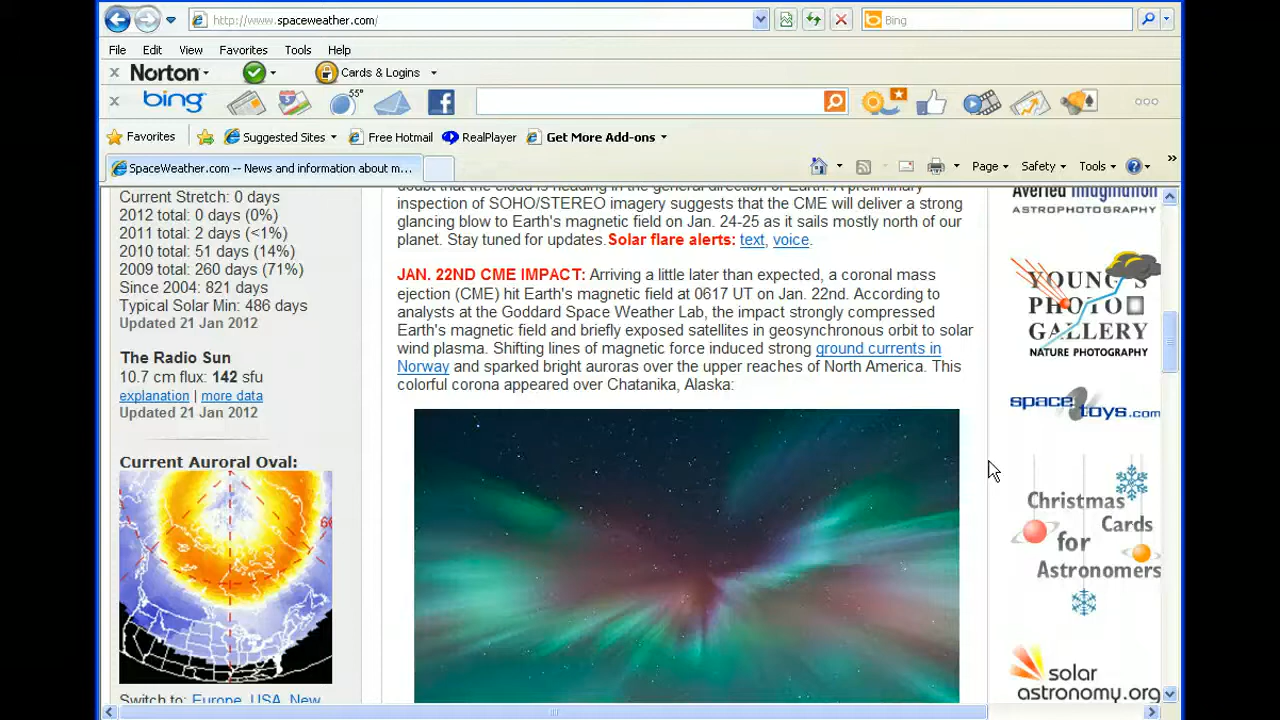 http://www.spaceweather.com/
Bing
File Edit View Favorites Tools Help
Norton Cards & Logins
bing 55°
Favorites Suggested Sites Free Hotmail RealPlayer Get More Add-ons
SpaceWeather.com -- News and information about m...
Page Safety Tools
Current Stretch: 0 days
2012 total: 0 days (0%)
2011 total: 2 days (<1%)
2010 total: 51 days (14%)
2009 total: 260 days (71%)
Since 2004: 821 days
Typical Solar Min: 486 days
Updated 21 Jan 2012
The Radio Sun
10.7 cm flux: 142 sfu
explanation | more data
Updated 21 Jan 2012
Current Auroral Oval:
Switch to: Europe, USA, New
doubt that the cloud is heading in the general direction of Earth. A preliminary
inspection of SOHO/STEREO imagery suggests that the CME will deliver a strong
glancing blow to Earth's magnetic field on Jan. 24-25 as it sails mostly north of our
planet. Stay tuned for updates.Solar flare alerts: text, voice.
JAN. 22ND CME IMPACT: Arriving a little later than expected, a coronal mass
ejection (CME) hit Earth's magnetic field at 0617 UT on Jan. 22nd. According to
analysts at the Goddard Space Weather Lab, the impact strongly compressed
Earth's magnetic field and briefly exposed satellites in geosynchronous orbit to solar
wind plasma. Shifting lines of magnetic force induced strong ground currents in
Norway and sparked bright auroras over the upper reaches of North America. This
colorful corona appeared over Chatanika, Alaska:
Averted Imagination
ASTROPHOTOGRAPHY
YOUNG'S
PHOTO
GALLERY
NATURE PHOTOGRAPHY
space toys.com
Christmas
Cards
for
Astronomers
solar
astronomy.org